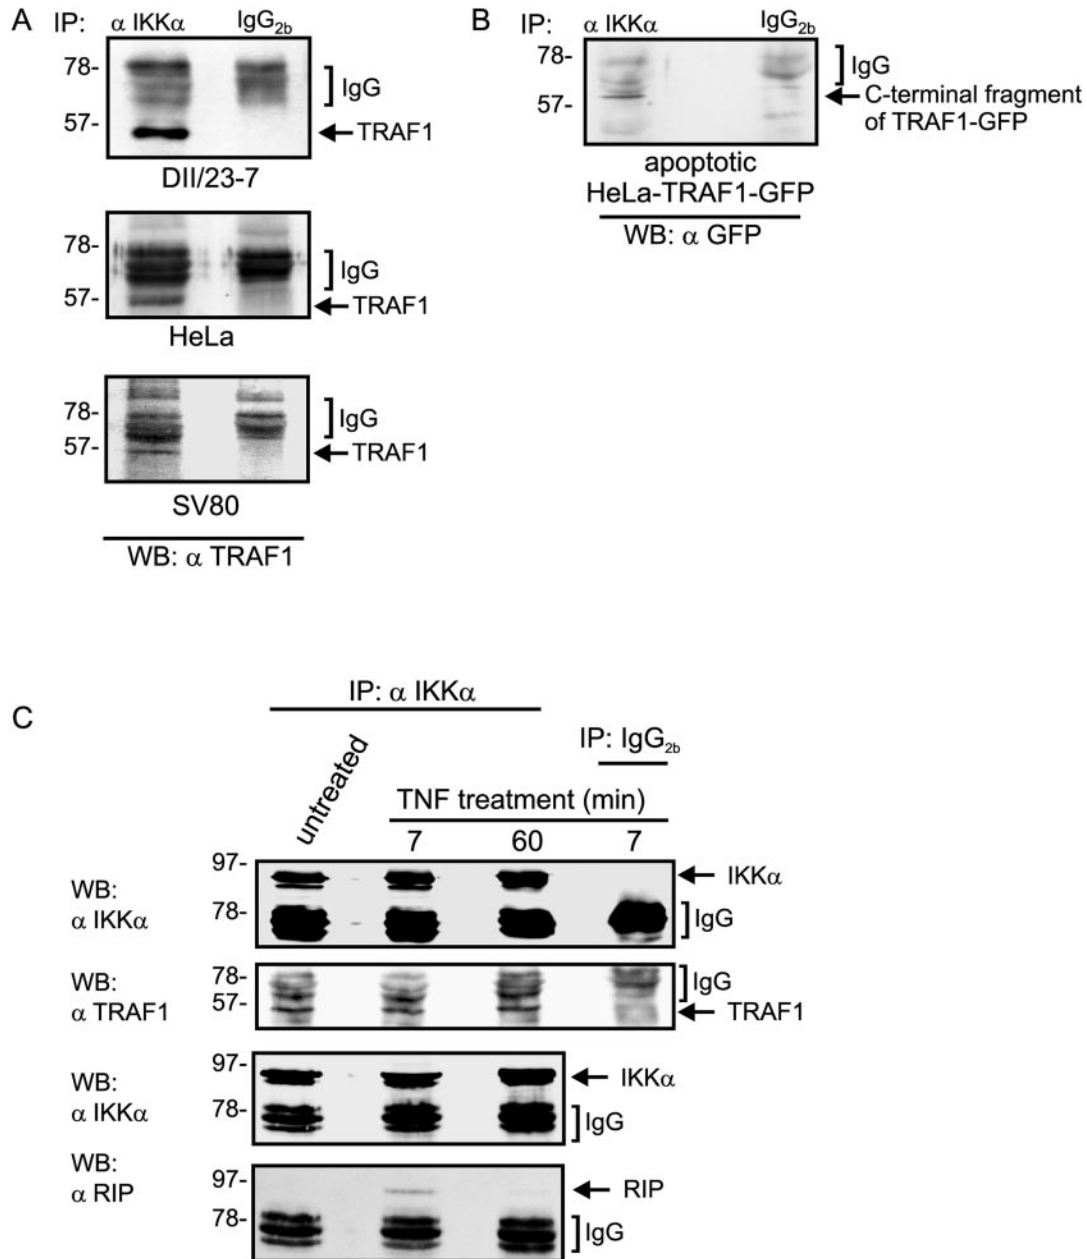 A
IP: α IKKα IgG2b
78-
57-
IgG
TRAF1
DII/23-7
78-
57-
IgG
TRAF1
HeLa
78-
57-
IgG
TRAF1
SV80
WB: α TRAF1
B
IP: α IKKα IgG2b
78-
57-
IgG
C-terminal fragment
of TRAF1-GFP
apoptotic
HeLa-TRAF1-GFP
WB: α GFP
C
IP: α IKKα
IP: IgG2b
untreated
TNF treatment (min)
7 60 7
WB:
α IKKα
97-
78-
IKKα
IgG
WB:
α TRAF1
78-
57-
IgG
TRAF1
WB:
α IKKα
97-
78-
IKKα
IgG
WB:
α RIP
97-
78-
RIP
IgG